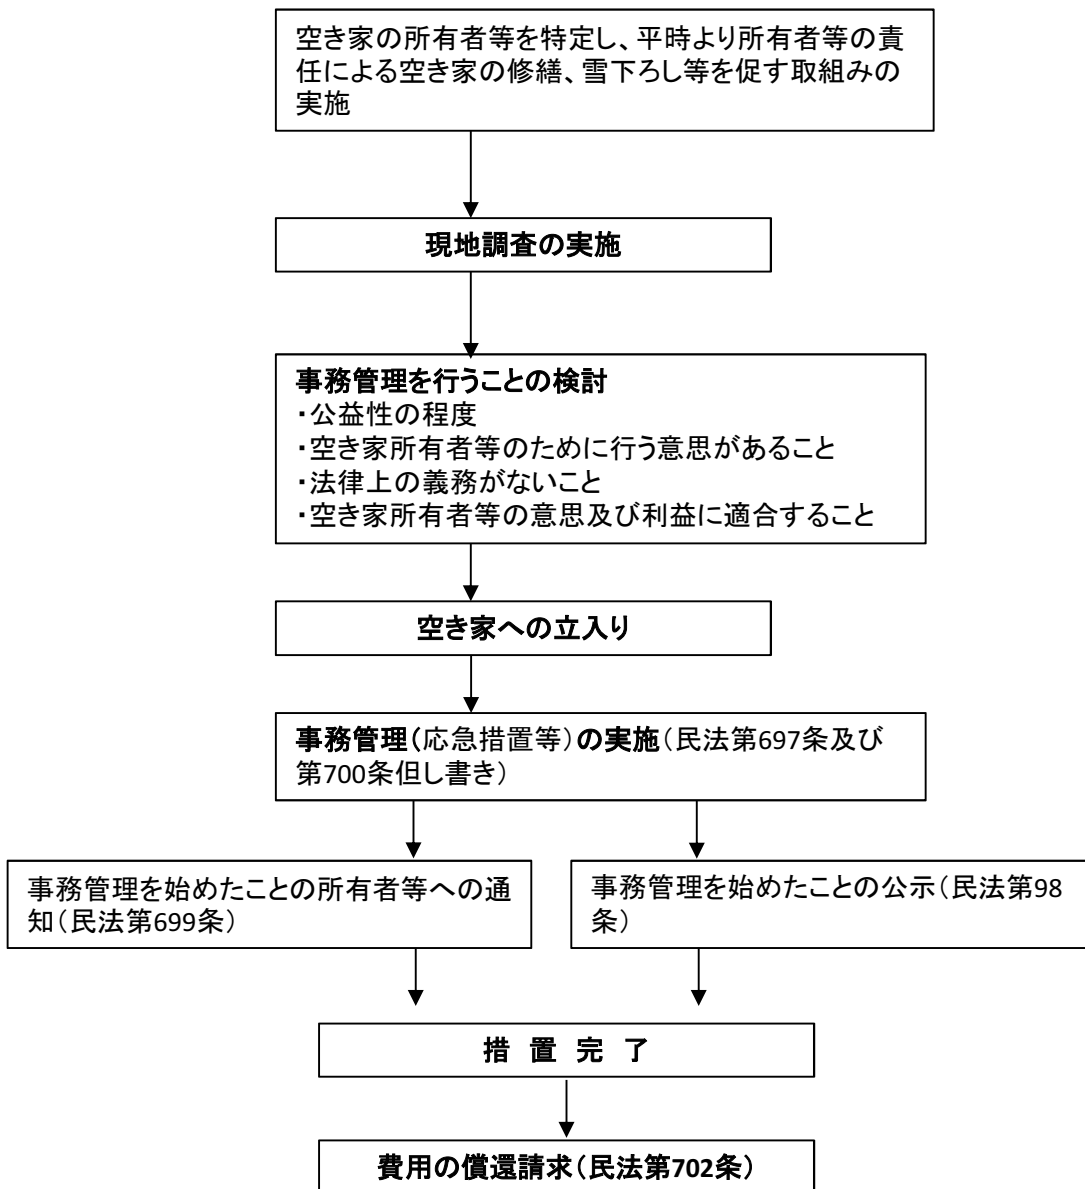 空き家の所有者等を特定し、平時より所有者等の責
任による空き家の修繕、雪下ろし等を促す取組みの
実施
現地調査の実施
事務管理を行うことの検討
・公益性の程度
・空き家所有者等のために行う意思があること
・法律上の義務がないこと
・空き家所有者等の意思及び利益に適合すること
空き家への立入り
事務管理(応急措置等)の実施(民法第697条及び
第700条但し書き)
事務管理を始めたことの所有者等への通
知(民法第699条)
事務管理を始めたことの公示(民法第98
条)
措 置 完 了
費用の償還請求(民法第702条)